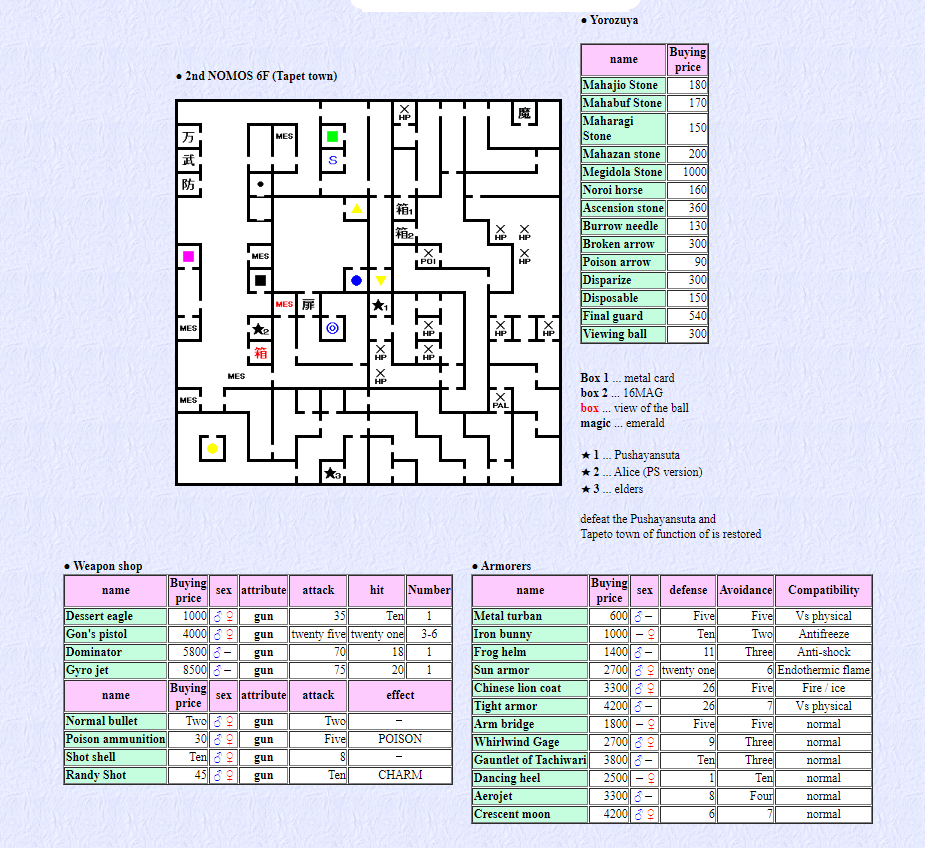 ● Yorozuya
name Buying price
Mahajio Stone 180
Mahabuf Stone 170
Maharagi Stone 150
Mahazan stone 200
Megidola Stone 1000
Noroi horse 160
Ascension stone 360
Burrow needle 130
Broken arrow 300
Poison arrow 90
Disparize 300
Disposable 150
Final guard 540
Viewing ball 300
● 2nd NOMOS 6F (Tapet town)
HP 魔
万 MES
武 S
防
箱1
箱2 HP HP
MES POI HP
MES 扉 ★1
MES ★2 ◎ HP HP HP
箱 HP HP
MES HP
MES PAL
★3
Box 1 ... metal card
box 2 ... 16MAG
box ... view of the ball
magic ... emerald
★ 1 ... Pushayansuta
★ 2 ... Alice (PS version)
★ 3 ... elders
defeat the Pushayansuta and
Tapeto town of function of is restored
● Weapon shop
name Buying price sex attribute attack hit Number
Dessert eagle 1000 ♂ ♀ gun 35 Ten 1
Gon's pistol 4000 ♂ ♀ gun twenty five twenty one 3-6
Dominator 5800 ♂ − gun 70 18 1
Gyro jet 8500 ♂ − gun 75 20 1
name Buying price sex attribute attack effect
Normal bullet Two ♂ ♀ gun Two −
Poison ammunition 30 ♂ ♀ gun Five POISON
Shot shell Ten ♂ ♀ gun 8 −
Randy Shot 45 ♂ ♀ gun Ten CHARM
● Armorers
name Buying price sex defense Avoidance Compatibility
Metal turban 600 ♂ − Five Five Vs physical
Iron bunny 1000 − ♀ Ten Two Antifreeze
Frog helm 1400 ♂ − 11 Three Anti-shock
Sun armor 2700 ♂ ♀ twenty one 6 Endothermic flame
Chinese lion coat 3300 ♂ ♀ 26 Five Fire / ice
Tight armor 4200 ♂ − 26 7 Vs physical
Arm bridge 1800 − ♀ Five Five normal
Whirlwind Gage 2700 ♂ ♀ 9 Three normal
Gauntlet of Tachiwari 3800 ♂ − Ten Three normal
Dancing heel 2500 − ♀ 1 Ten normal
Aerojet 3300 ♂ − 8 Four normal
Crescent moon 4200 ♂ ♀ 6 7 normal